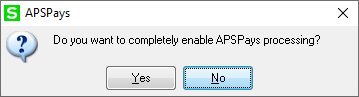 S APSPays
Do you want to completely enable APSPays processing?
Yes
No